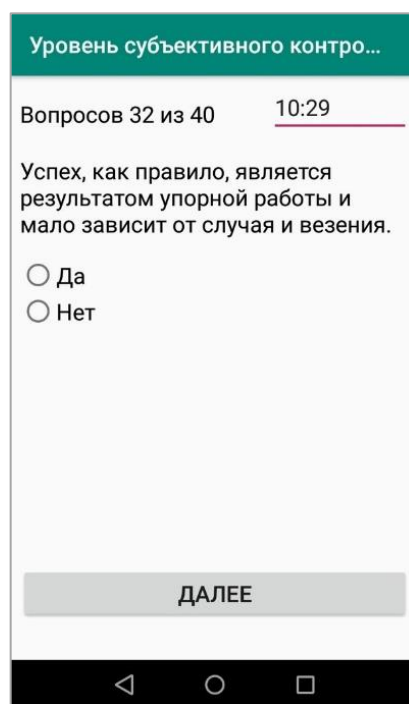 Уровень субъективного контро...
Вопросов 32 из 40
10:29
Успех, как правило, является
результатом упорной работы и
мало зависит от случая и везения.
Да
Нет
ДАЛЕЕ